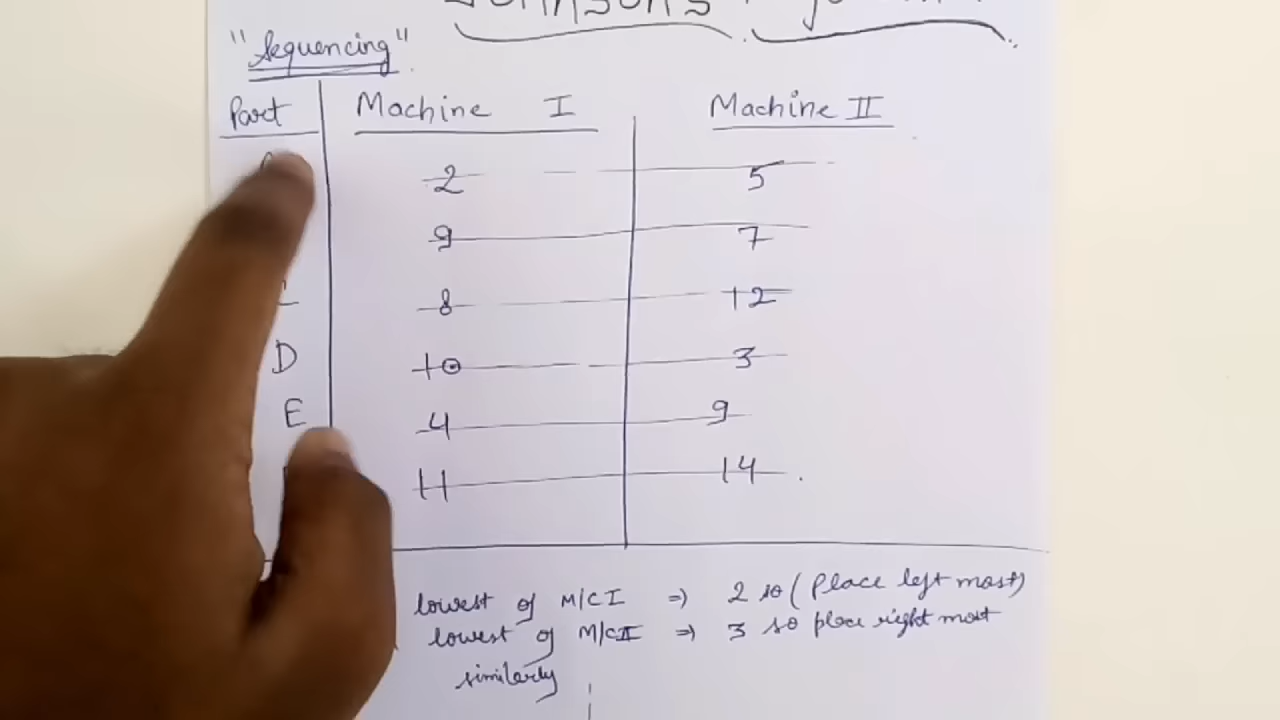 "Sequencing"
Part Machine I Machine II
2 5
9 7
8 12
D 10 3
E 4 9
11 14
lowest of M/C I => 2 so (Place left most)
lowest of M/C II => 3 so place right most
similarly